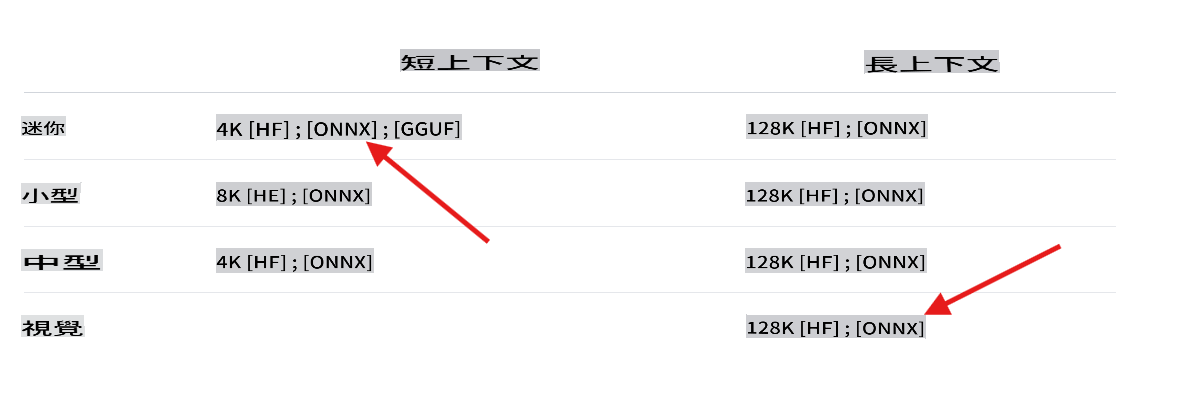 短上下文 長上下文
迷你 4K [HF] ; [ONNX] ; [GGUF] 128K [HF] ; [ONNX]
小型 8K [HE] ; [ONNX] 128K [HF] ; [ONNX]
中型 4K [HF] ; [ONNX] 128K [HF] ; [ONNX]
視覺 128K [HF] ; [ONNX]